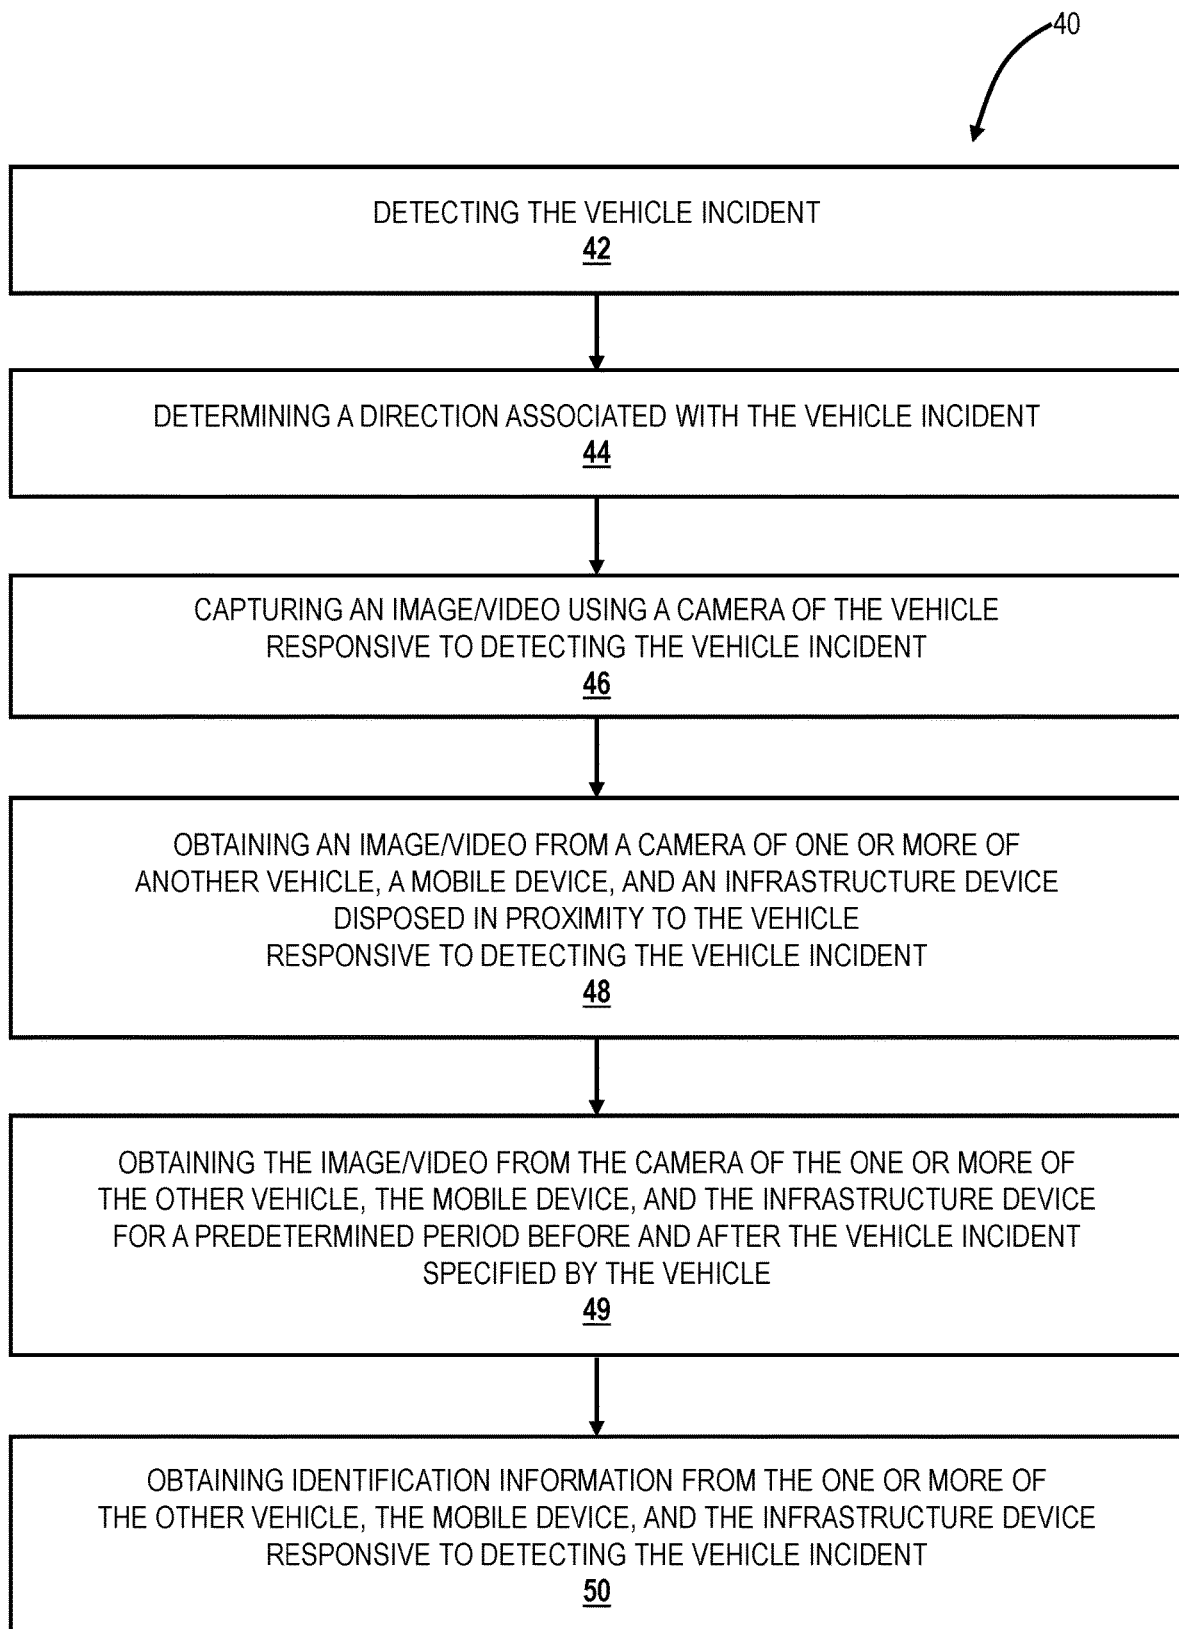 40
DETECTING THE VEHICLE INCIDENT
42
DETERMINING A DIRECTION ASSOCIATED WITH THE VEHICLE INCIDENT
44
CAPTURING AN IMAGE/VIDEO USING A CAMERA OF THE VEHICLE
RESPONSIVE TO DETECTING THE VEHICLE INCIDENT
46
OBTAINING AN IMAGE/VIDEO FROM A CAMERA OF ONE OR MORE OF
ANOTHER VEHICLE, A MOBILE DEVICE, AND AN INFRASTRUCTURE DEVICE
DISPOSED IN PROXIMITY TO THE VEHICLE
RESPONSIVE TO DETECTING THE VEHICLE INCIDENT
48
OBTAINING THE IMAGE/VIDEO FROM THE CAMERA OF THE ONE OR MORE OF
THE OTHER VEHICLE, THE MOBILE DEVICE, AND THE INFRASTRUCTURE DEVICE
FOR A PREDETERMINED PERIOD BEFORE AND AFTER THE VEHICLE INCIDENT
SPECIFIED BY THE VEHICLE
49
OBTAINING IDENTIFICATION INFORMATION FROM THE ONE OR MORE OF
THE OTHER VEHICLE, THE MOBILE DEVICE, AND THE INFRASTRUCTURE DEVICE
RESPONSIVE TO DETECTING THE VEHICLE INCIDENT
50